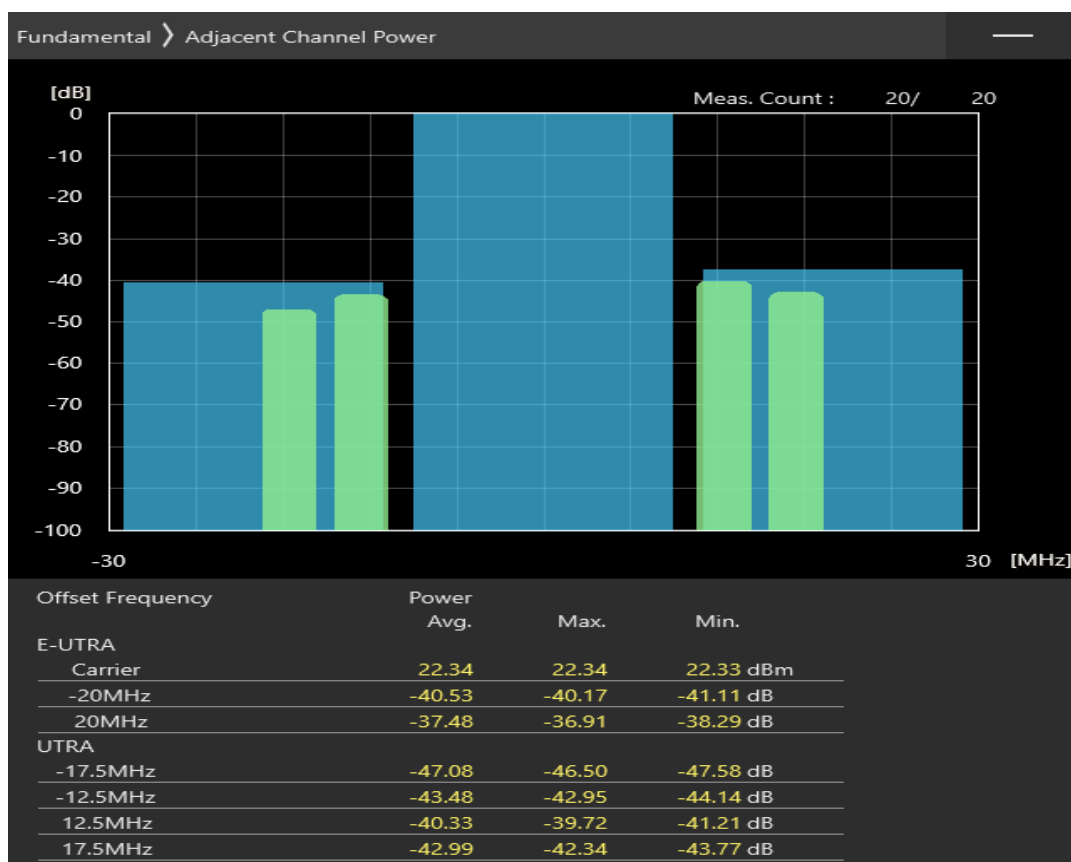 Fundamental ❯ Adjacent Channel Power
[dB]
Meas. Count : 20/ 20
0
-10
-20
-30
-40
-50
-60
-70
-80
-90
-100
-30 30 [MHz]
Offset Frequency Power
Avg. Max. Min.
E-UTRA
Carrier 22.34 22.34 22.33 dBm
-20MHz -40.53 -40.17 -41.11 dB
20MHz -37.48 -36.91 -38.29 dB
UTRA
-17.5MHz -47.08 -46.50 -47.58 dB
-12.5MHz -43.48 -42.95 -44.14 dB
12.5MHz -40.33 -39.72 -41.21 dB
17.5MHz -42.99 -42.34 -43.77 dB